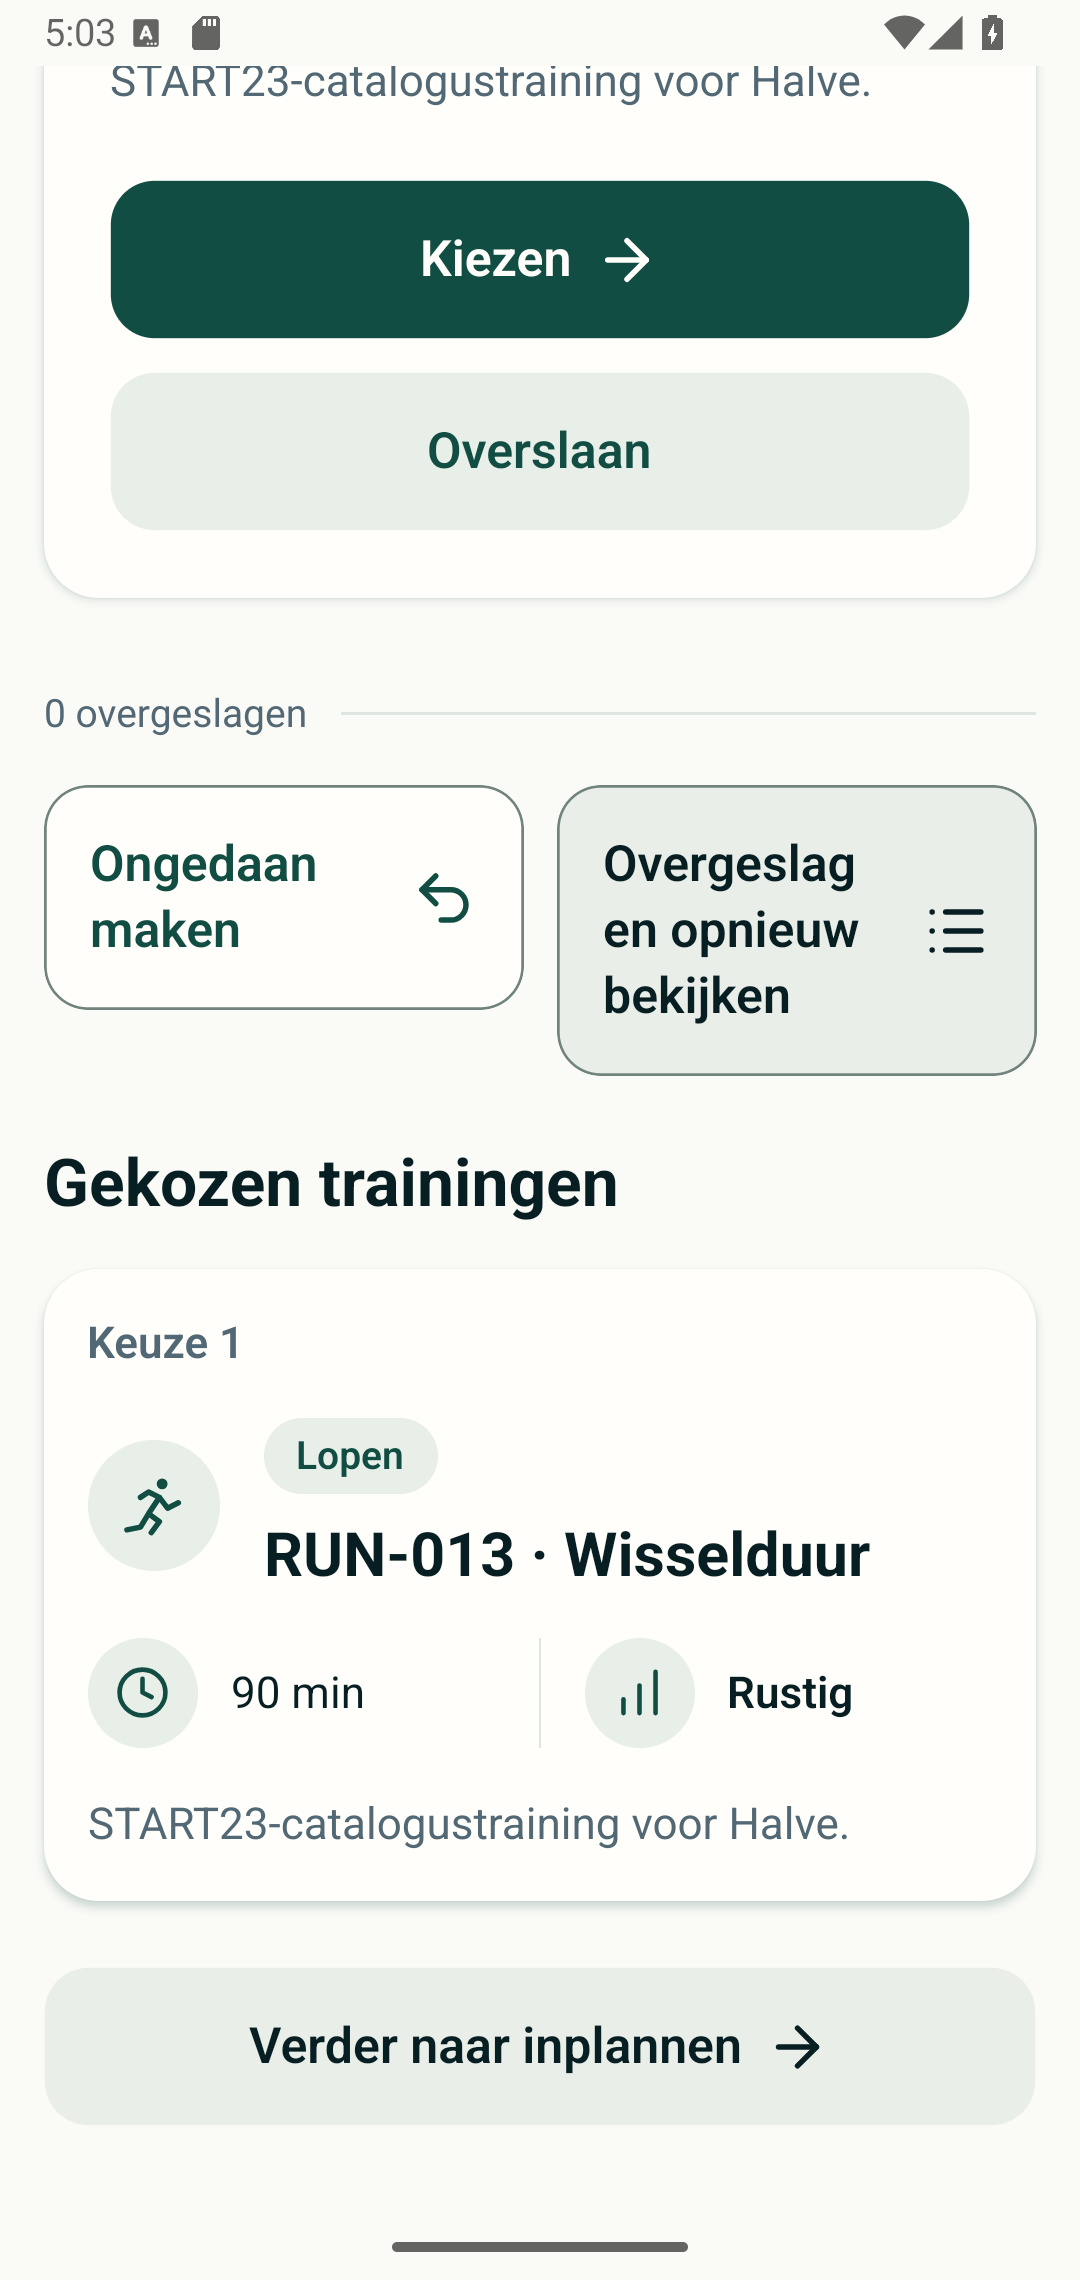 5:03
START23-catalogustraining voor Halve.
Kiezen
Overslaan
0 overgeslagen
Ongedaan
maken
Overgeslag
en opnieuw
bekijken
Gekozen trainingen
Keuze 1
Lopen
RUN-013 · Wisselduur
90 min
Rustig
START23-catalogustraining voor Halve.
Verder naar inplannen